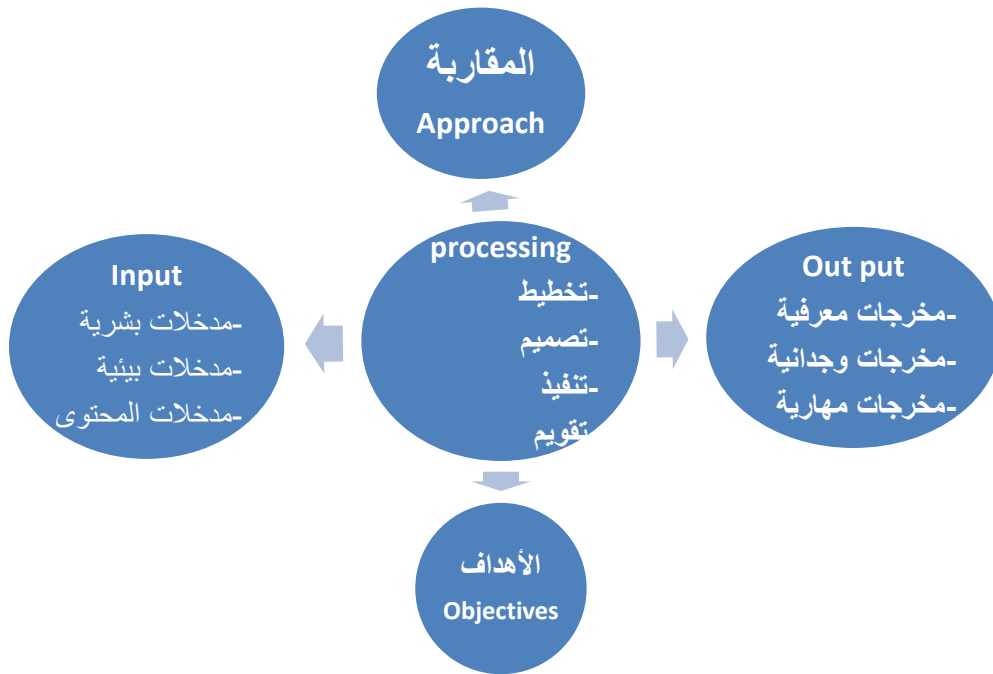 المقاربة
Approach
Input
-مدخلات بشرية
-مدخلات بيئية
-مدخلات المحتوى
processing
-تخطيط
-تصميم
-تنفيذ
-تقويم
Out put
-مخرجات معرفية
-مخرجات وجدانية
-مخرجات مهارية
الأهداف
Objectives